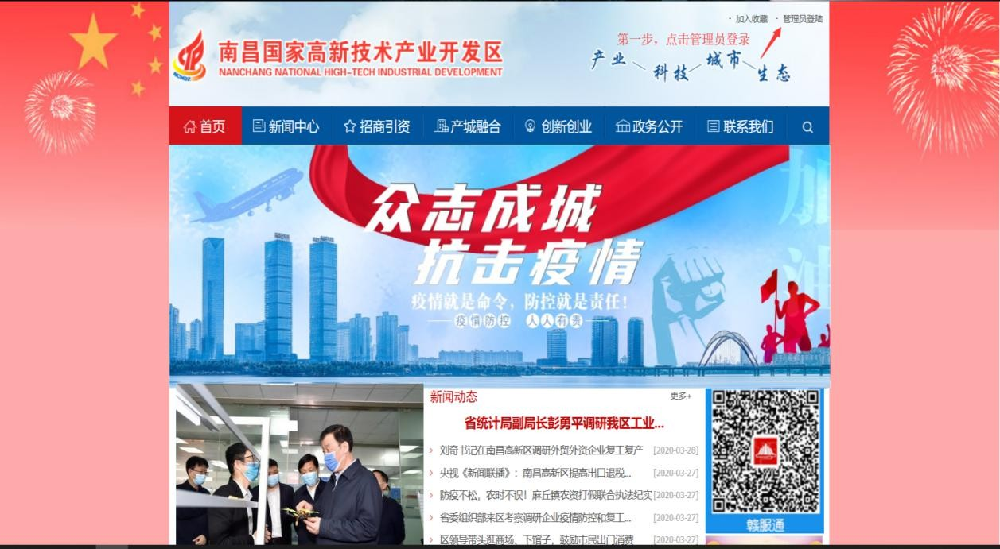 · 加入收藏 · 管理员登陆
第一步，点击管理员登录
南昌国家高新技术产业开发区
NANCHANG NATIONAL HIGH-TECH INDUSTRIAL DEVELOPMENT
NCHDZ
产业 科技 城市 生态
首页 新闻中心 招商引资 产城融合 创新创业 政务公开 联系我们
众志成城
抗击疫情
疫情就是命令，防控就是责任！
疫情防控 人人有责
加油
新闻动态 更多+
省统计局副局长彭勇平调研我区工业...
刘奇书记在南昌高新区调研外贸外资企业复工复产 [2020-03-28]
央视《新闻联播》：南昌高新区提高出口退税... [2020-03-27]
防疫不松，农时不误！麻丘镇农资打假联合执法纪实 [2020-03-27]
省委组织部来区考察调研企业疫情防控和复工... [2020-03-27]
区领导带头逛商场、下馆子，鼓励市民出门消费 [2020-03-27]
赣服通